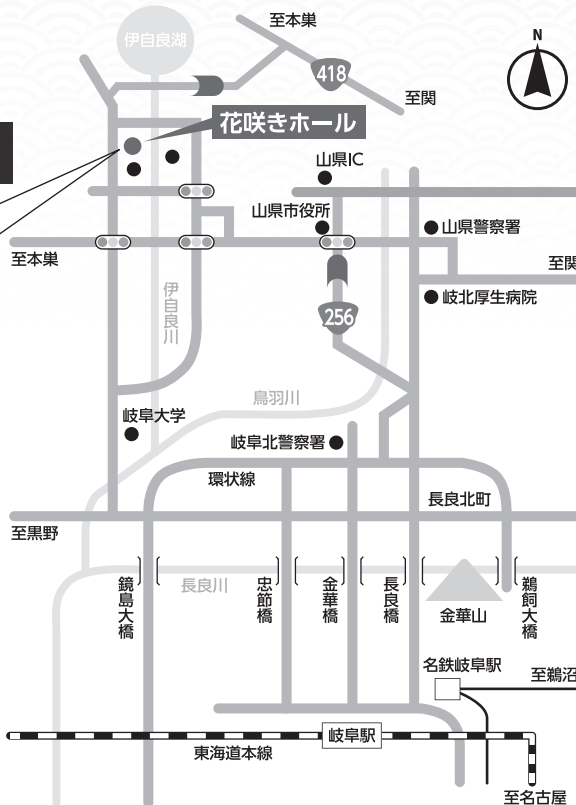 至本巣
伊自良湖
N
418
至関
花咲きホール
山県IC
山県市役所
山県警察署
至本巣
至関
伊自良川
岐北厚生病院
256
鳥羽川
岐阜大学
岐阜北警察署
環状線
長良北町
至黒野
鏡島大橋
長良川
忠節橋
金華橋
長良橋
金華山
鵜飼大橋
名鉄岐阜駅
至鵜沼
岐阜駅
東海道本線
至名古屋